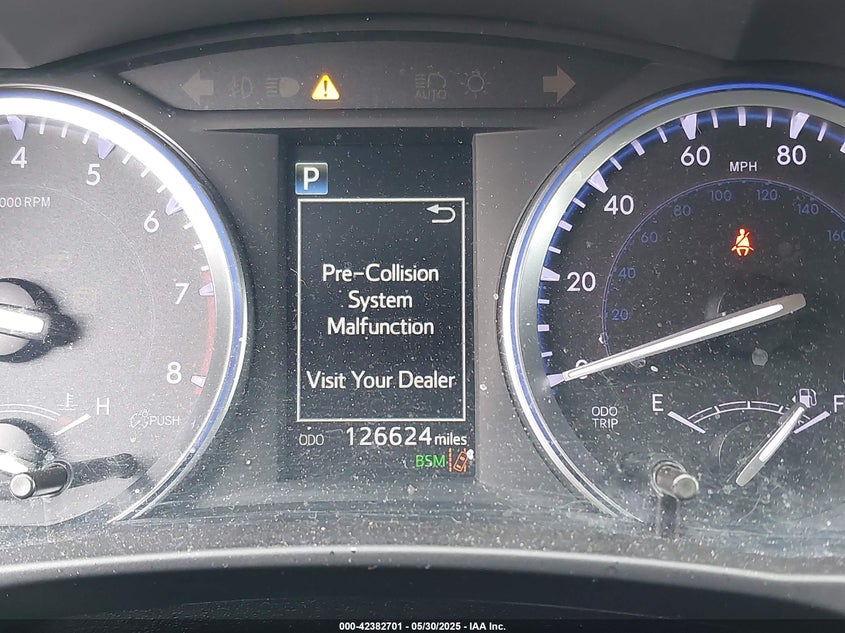 AUTO
P
4
5
6
7
8
000 RPM
H
PUSH
Pre-Collision
System
Malfunction
Visit Your Dealer
ODO 126624 miles
BSM
0
20
40
60
80
MPH
20
40
60
80
100
120
140
160
ODO
TRIP
E
F
000-42382701 - 05/30/2025 - IAA Inc.